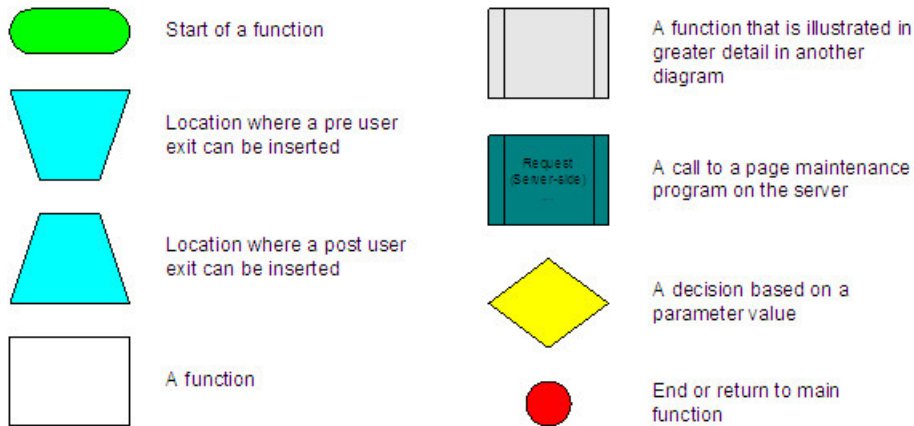 Start of a function
Location where a pre user
exit can be inserted
Location where a post user
exit can be inserted
A function
A function that is illustrated in
greater detail in another
diagram
Request
(Server-side)
...
A call to a page maintenance
program on the server
A decision based on a
parameter value
End or return to main
function